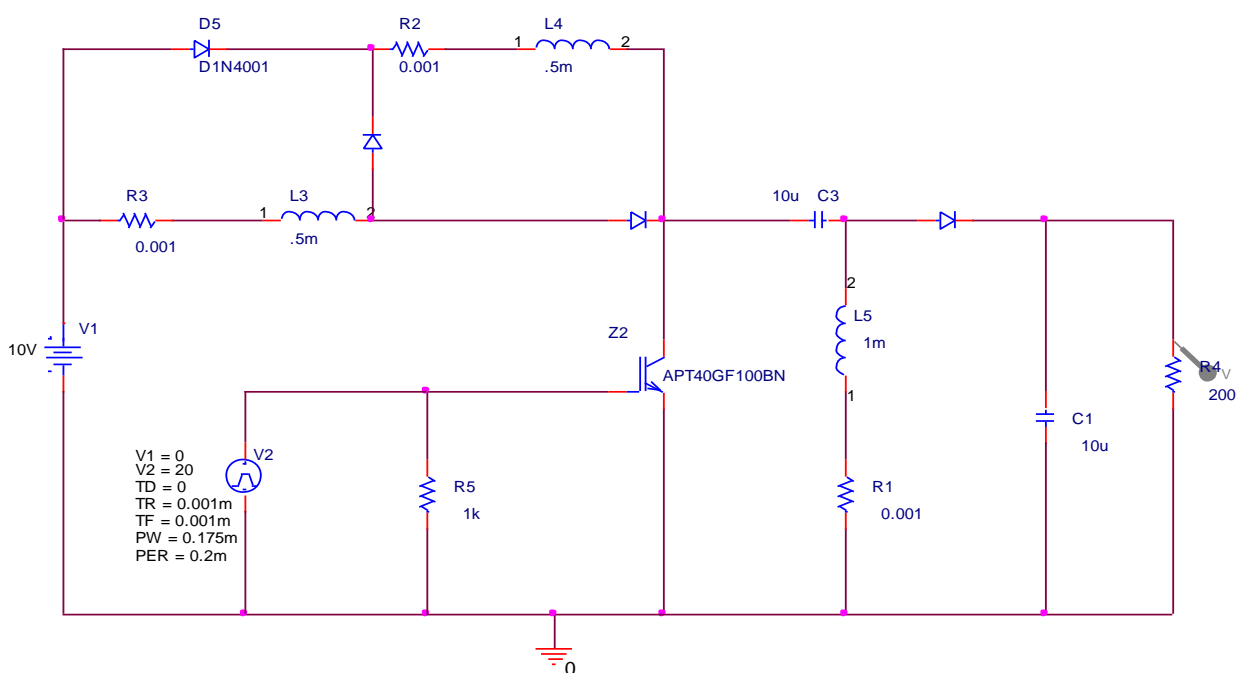 D5
R2
L4
1
2
D1N4001
0.001
.5m
R3
L3
10u
C3
1
2
0.001
.5m
2
L5
1m
V1
10V
Z2
APT40GF100BN
1
R4
V
200
C1
10u
V1 = 0
V2 = 20
TD = 0
TR = 0.001m
TF = 0.001m
PW = 0.175m
PER = 0.2m
V2
R5
1k
R1
0.001
0